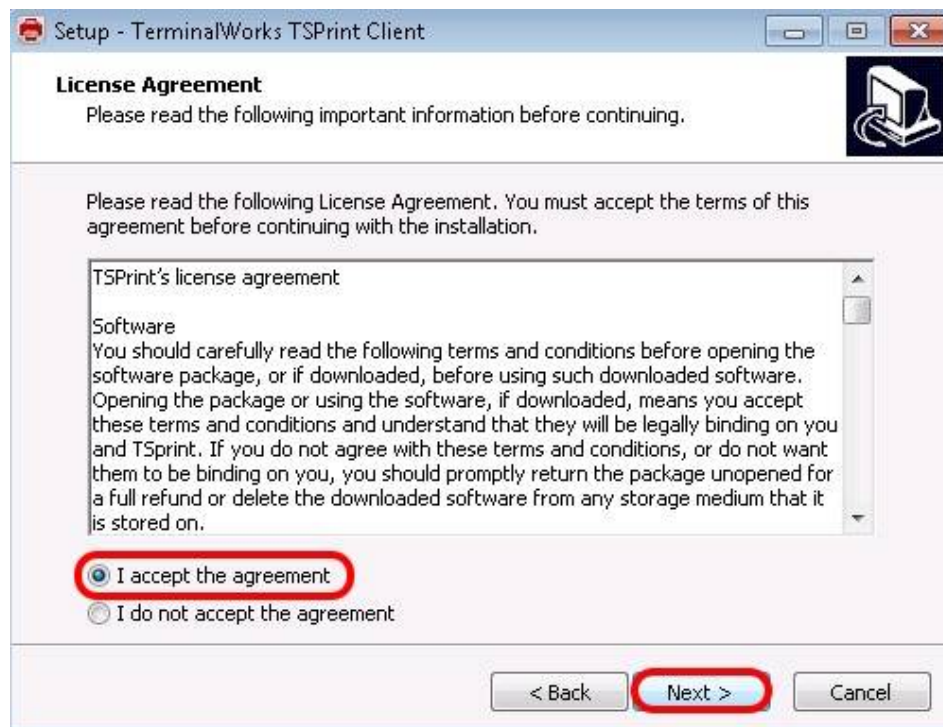 Setup - TerminalWorks TSPrint Client
License Agreement
Please read the following important information before continuing.
Please read the following License Agreement. You must accept the terms of this
agreement before continuing with the installation.
TSPrint's license agreement
Software
You should carefully read the following terms and conditions before opening the
software package, or if downloaded, before using such downloaded software.
Opening the package or using the software, if downloaded, means you accept
these terms and conditions and understand that they will be legally binding on you
and TSprint. If you do not agree with these terms and conditions, or do not want
them to be binding on you, you should promptly return the package unopened for
a full refund or delete the downloaded software from any storage medium that it
is stored on.
I accept the agreement
I do not accept the agreement
< Back Next > Cancel